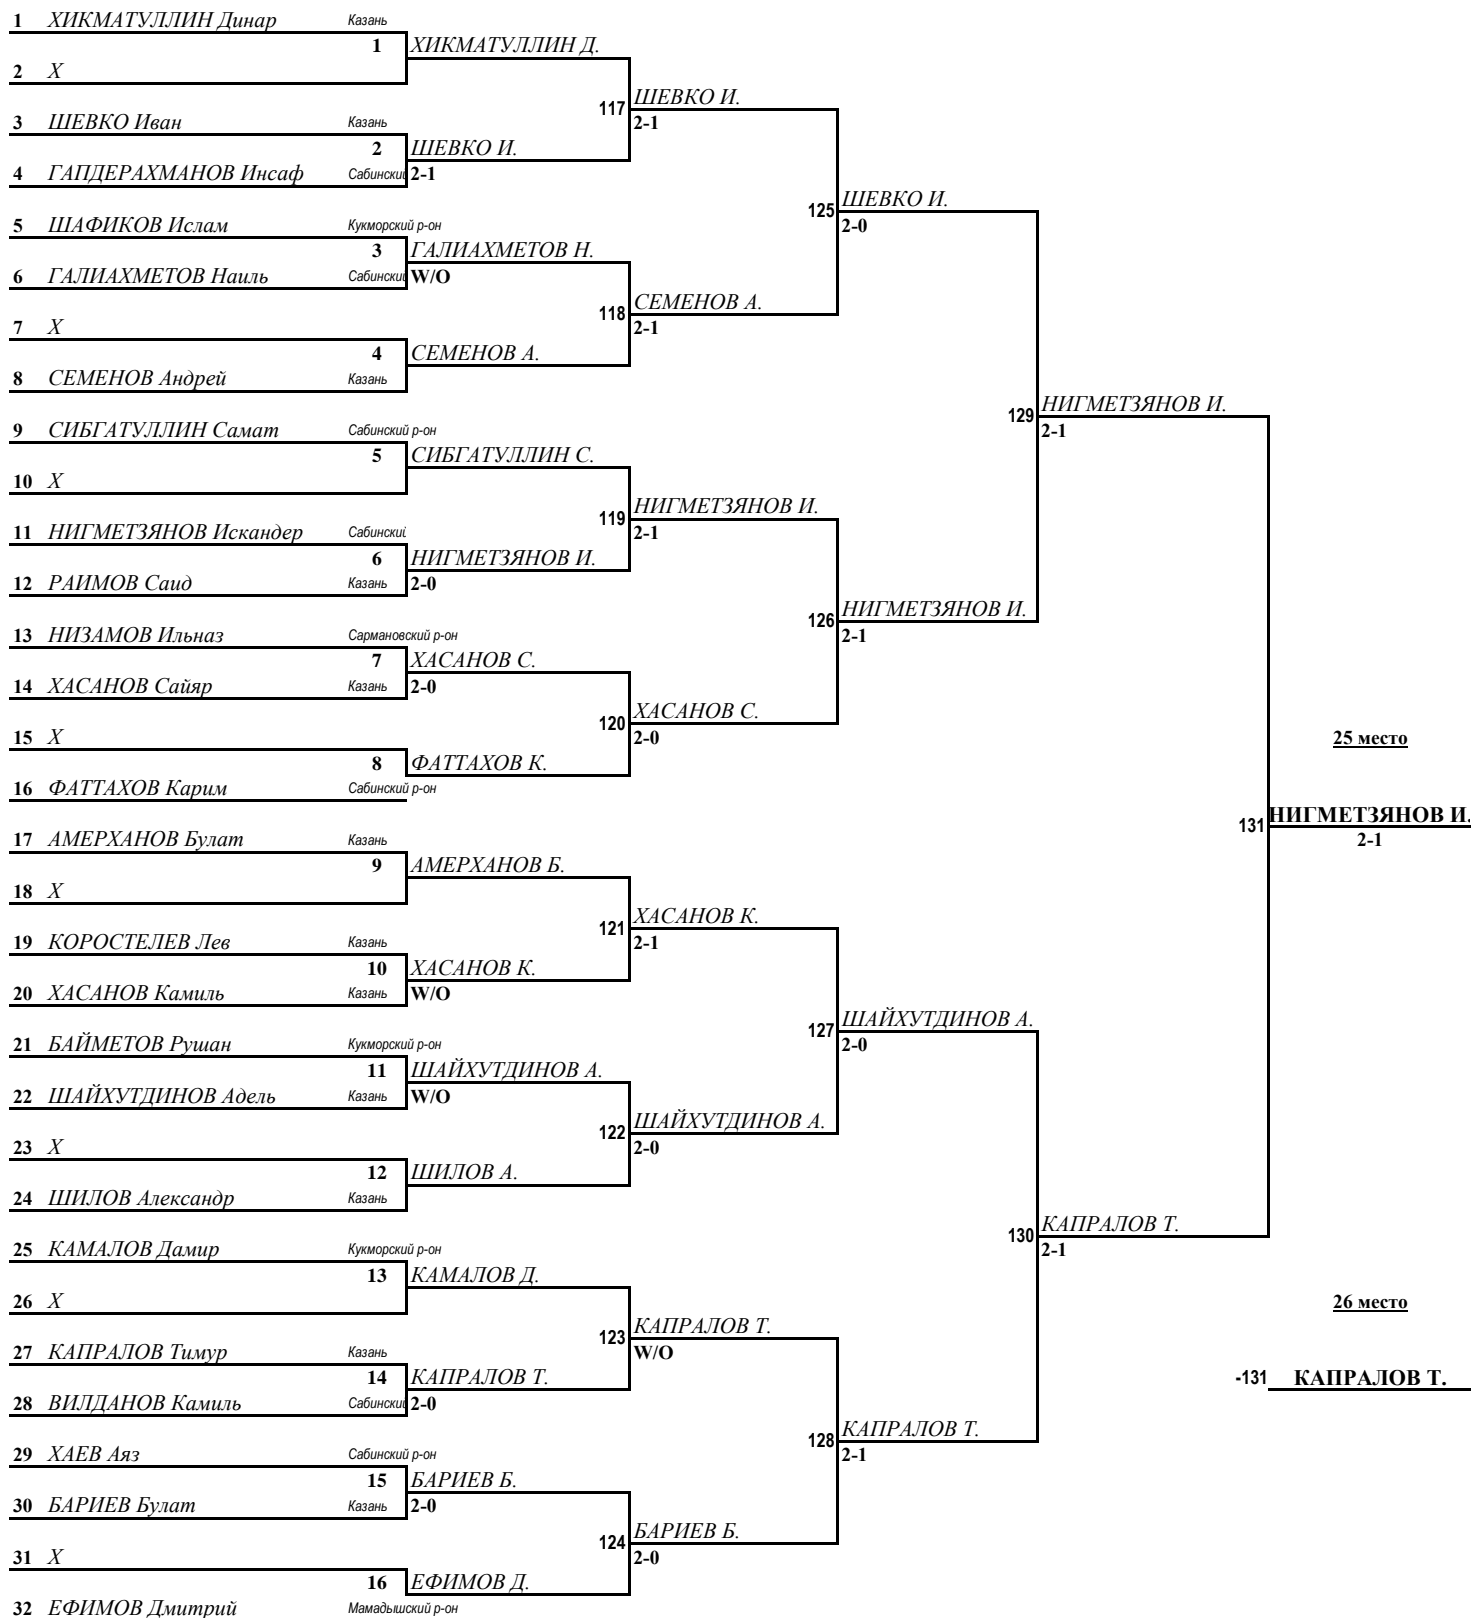 1 ХИКМАТУЛЛИН Динар Казань
1 ХИКМАТУЛЛИН Д.
2 X
117 ШЕВКО И.
2-1
3 ШЕВКО Иван Казань
2 ШЕВКО И.
4 ГАПДЕРАХМАНОВ Инсаф Сабинский 2-1
125 ШЕВКО И.
2-0
5 ШАФИКОВ Ислам Кукморский р-он
3 ГАЛИАХМЕТОВ Н.
6 ГАЛИАХМЕТОВ Наиль Сабинский W/O
118 СЕМЕНОВ А.
2-1
7 X
4 СЕМЕНОВ А.
8 СЕМЕНОВ Андрей Казань
129 НИГМЕТЗЯНОВ И.
2-1
9 СИБГАТУЛЛИН Самат Сабинский р-он
5 СИБГАТУЛЛИН С.
10 X
119 НИГМЕТЗЯНОВ И.
2-1
11 НИГМЕТЗЯНОВ Искандер Сабинский
6 НИГМЕТЗЯНОВ И.
12 РАИМОВ Саид Казань 2-0
126 НИГМЕТЗЯНОВ И.
2-1
13 НИЗАМОВ Ильназ Сармановский р-он
7 ХАСАНОВ С.
14 ХАСАНОВ Сайяр Казань 2-0
120 ХАСАНОВ С.
2-0
15 X
25 место
8 ФАТТАХОВ К.
16 ФАТТАХОВ Карим Сабинский р-он
131 НИГМЕТЗЯНОВ И.
2-1
17 АМЕРХАНОВ Булат Казань
9 АМЕРХАНОВ Б.
18 X
121 ХАСАНОВ К.
2-1
19 КОРОСТЕЛЕВ Лев Казань
10 ХАСАНОВ К.
20 ХАСАНОВ Камиль Казань W/O
127 ШАЙХУТДИНОВ А.
2-0
21 БАЙМЕТОВ Рушан Кукморский р-он
11 ШАЙХУТДИНОВ А.
22 ШАЙХУТДИНОВ Адель Казань W/O
122 ШАЙХУТДИНОВ А.
2-0
23 X
12 ШИЛОВ А.
24 ШИЛОВ Александр Казань
130 КАПРАЛОВ Т.
2-1
25 КАМАЛОВ Дамир Кукморский р-он
13 КАМАЛОВ Д.
26 X
26 место
123 КАПРАЛОВ Т.
W/O
27 КАПРАЛОВ Тимур Казань
14 КАПРАЛОВ Т.
-131 КАПРАЛОВ Т.
28 ВИЛДАНОВ Камиль Сабинский 2-0
128 КАПРАЛОВ Т.
2-1
29 ХАЕВ Аяз Сабинский р-он
15 БАРИЕВ Б.
30 БАРИЕВ Булат Казань 2-0
124 БАРИЕВ Б.
2-0
31 X
16 ЕФИМОВ Д.
32 ЕФИМОВ Дмитрий Мамадышский р-он